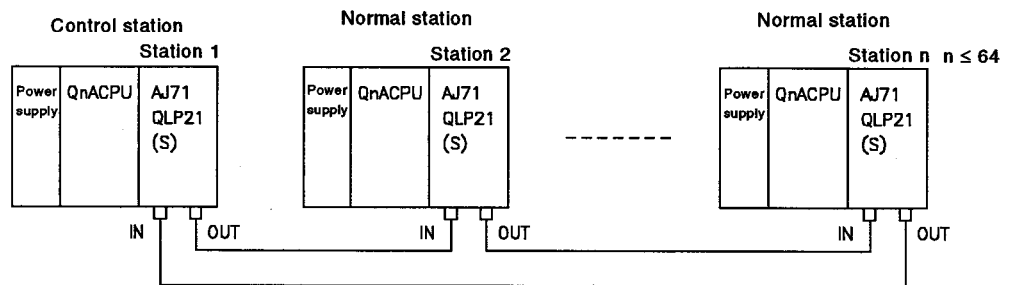 Control station
Normal station
Normal station
Station 1
Station 2
Station n n ≤ 64
Power supply
QnACPU
AJ71
QLP21
(S)
Power supply
QnACPU
AJ71
QLP21
(S)
Power supply
QnACPU
AJ71
QLP21
(S)
IN
OUT
IN
OUT
IN
OUT